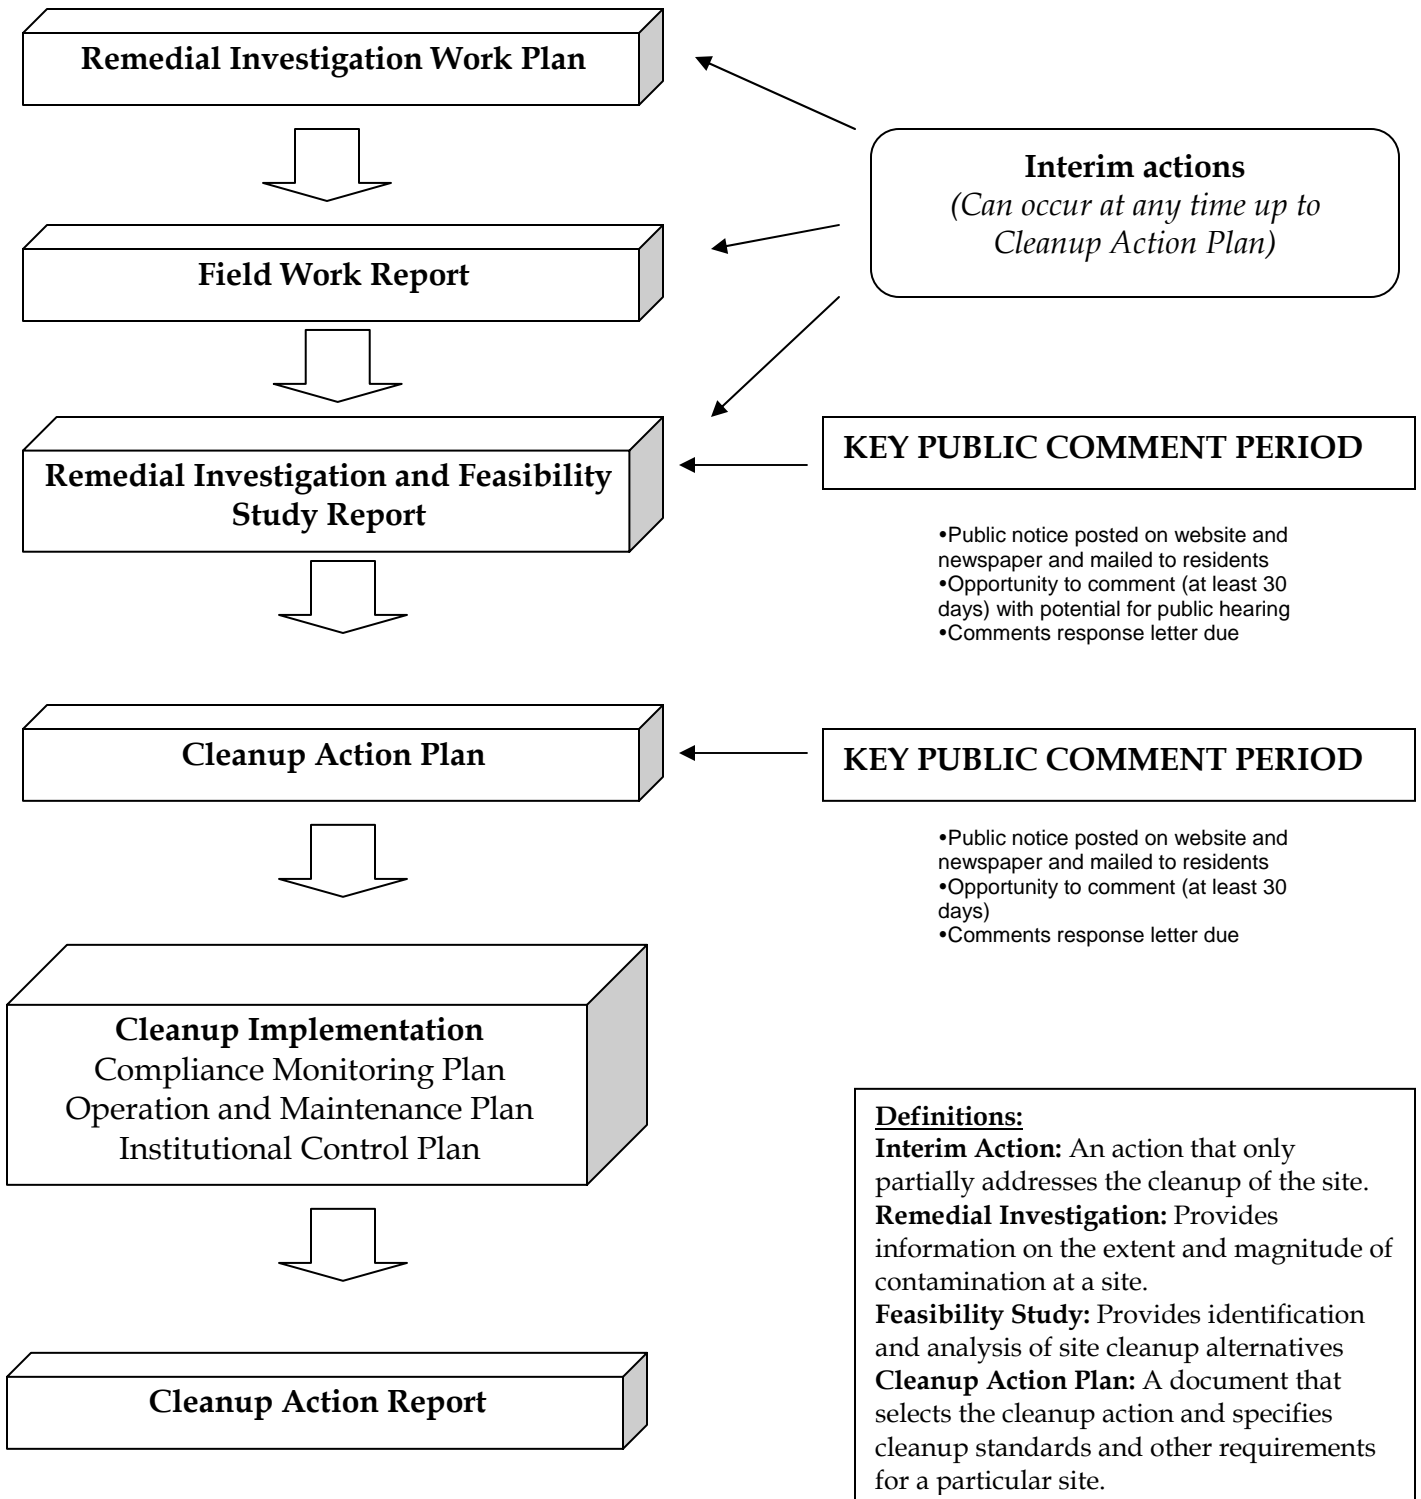 Remedial Investigation Work Plan
Interim actions
(Can occur at any time up to
Cleanup Action Plan)
Field Work Report
Remedial Investigation and Feasibility
Study Report
KEY PUBLIC COMMENT PERIOD
•Public notice posted on website and
newspaper and mailed to residents
•Opportunity to comment (at least 30
days) with potential for public hearing
•Comments response letter due
Cleanup Action Plan
KEY PUBLIC COMMENT PERIOD
•Public notice posted on website and
newspaper and mailed to residents
•Opportunity to comment (at least 30
days)
•Comments response letter due
Cleanup Implementation
Compliance Monitoring Plan
Operation and Maintenance Plan
Institutional Control Plan
Cleanup Action Report
Definitions:
Interim Action: An action that only
partially addresses the cleanup of the site.
Remedial Investigation: Provides
information on the extent and magnitude of
contamination at a site.
Feasibility Study: Provides identification
and analysis of site cleanup alternatives
Cleanup Action Plan: A document that
selects the cleanup action and specifies
cleanup standards and other requirements
for a particular site.